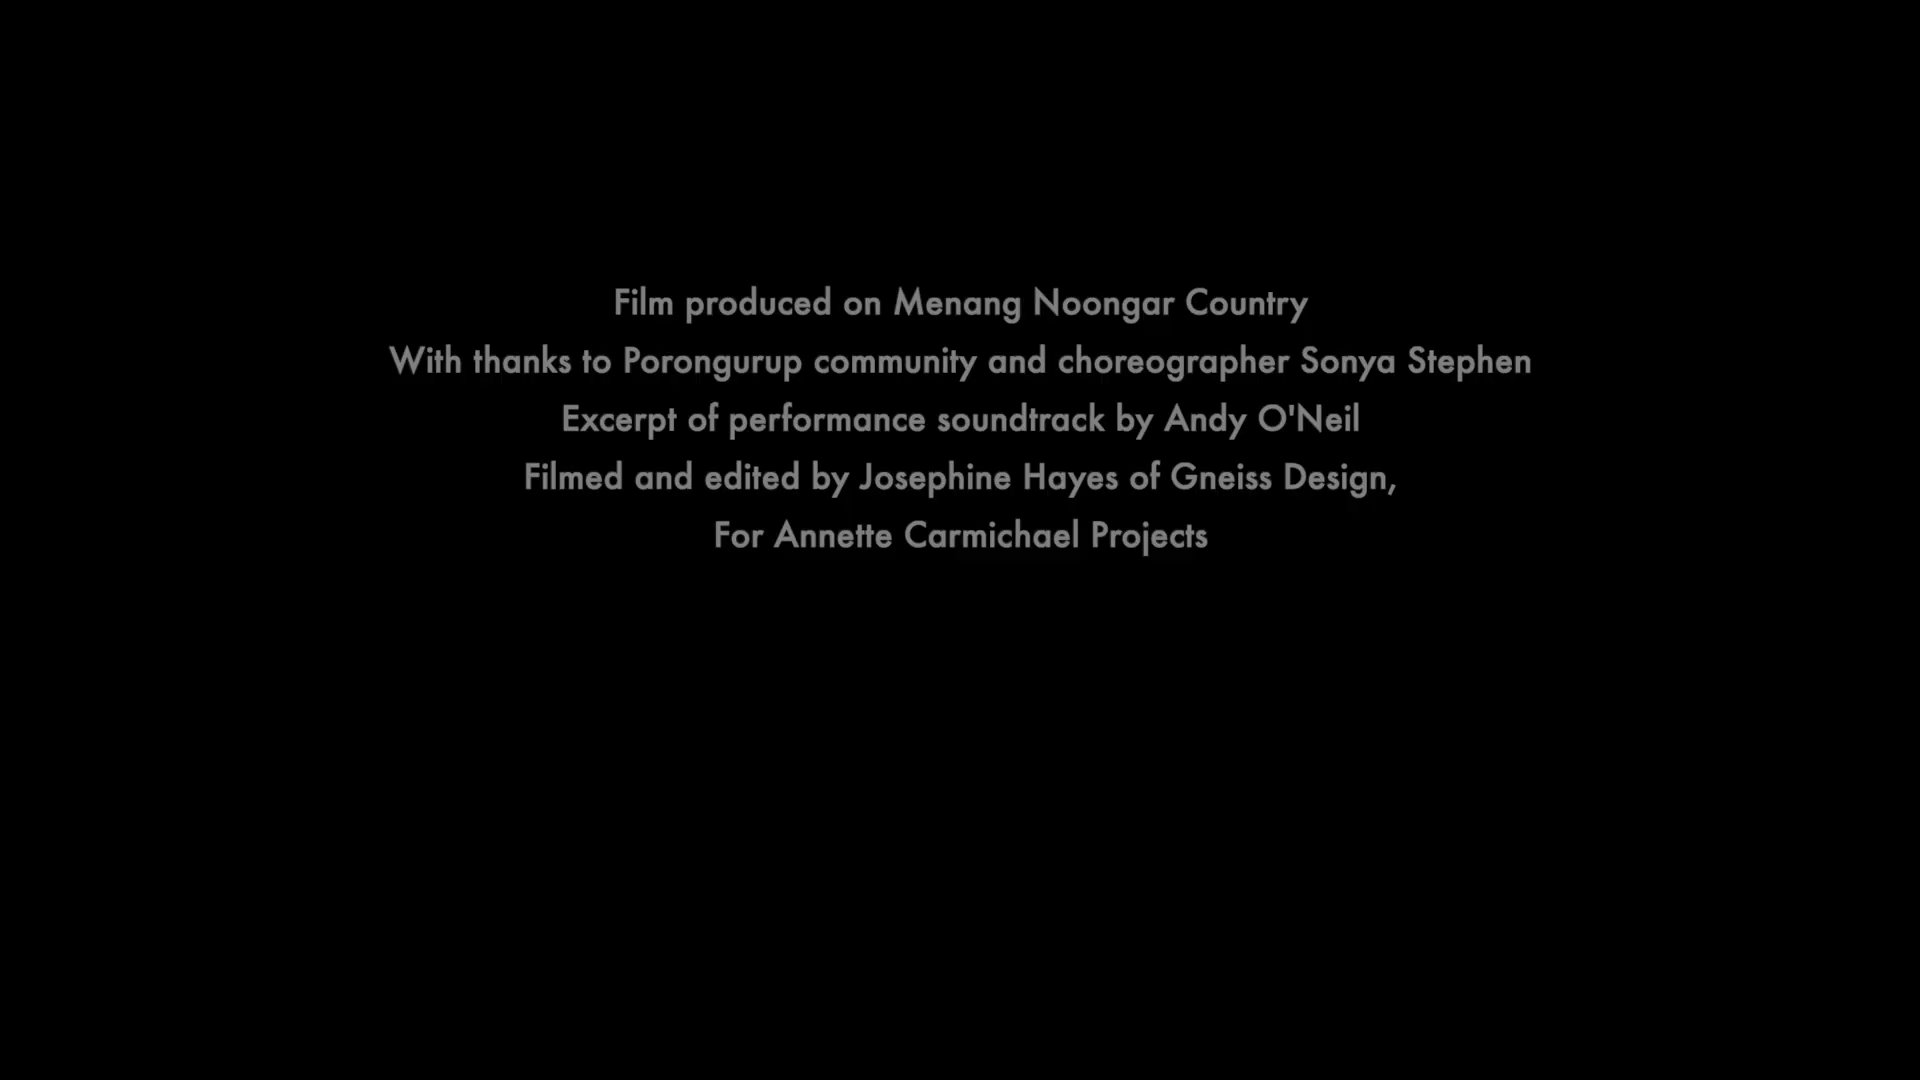 Film produced on Menang Noongar Country
With thanks to Porongurup community and choreographer Sonya Stephen
Excerpt of performance soundtrack by Andy O'Neil
Filmed and edited by Josephine Hayes of Gneiss Design,
For Annette Carmichael Projects